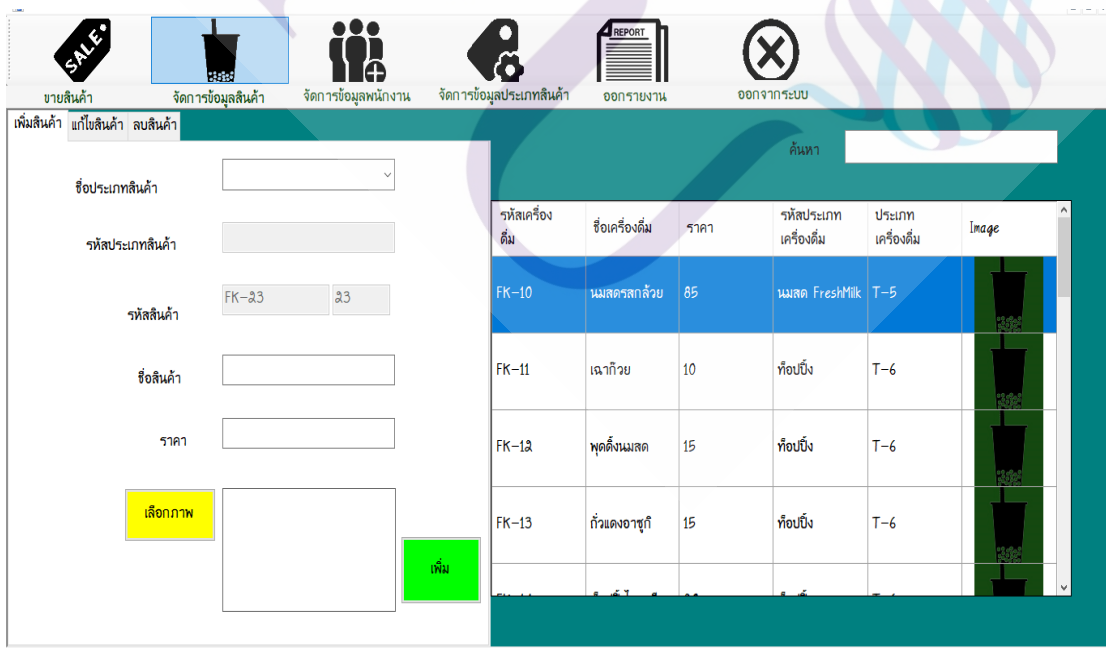 SALE
REPORT
ขายสินค้า
จัดการข้อมูลสินค้า
จัดการข้อมูลพนักงาน
จัดการข้อมูลประเภทสินค้า
ออกรายงาน
ออกจากระบบ
เพิ่มสินค้า แก้ไขสินค้า ลบสินค้า
ชื่อประเภทสินค้า
รหัสประเภทสินค้า
รหัสสินค้า FK-23 23
ชื่อสินค้า
ราคา
เลือกภาพ
เพิ่ม
ค้นหา
รหัสเครื่อง
ดื่ม
ชื่อเครื่องดื่ม
ราคา
รหัสประเภท
เครื่องดื่ม
ประเภท
เครื่องดื่ม
Image
FK-10 นมสดรสกล้วย 85 นมสด FreshMilk T-5
FK-11 เฉาก๊วย 10 ท็อปปิ้ง T-6
FK-12 พุดดิ้งนมสด 15 ท็อปปิ้ง T-6
FK-13 ถั่วแดงอาซูกิ 15 ท็อปปิ้ง T-6